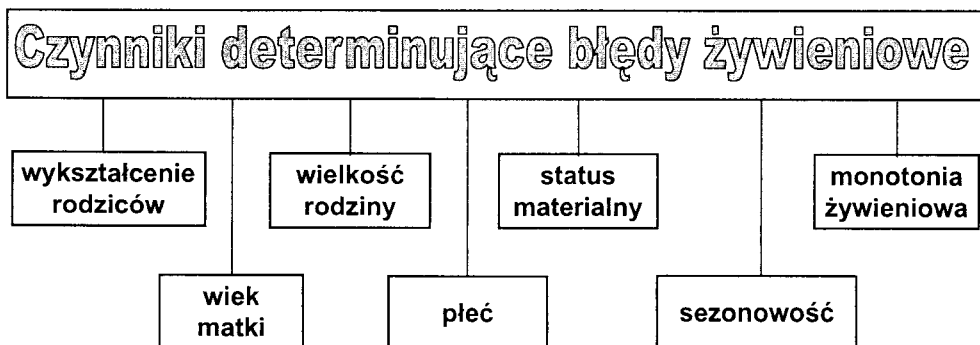 Czynniki determinujące błędy żywieniowe
wykształcenie
rodziców
wielkość
rodziny
status
materialny
monotonia
żywieniowa
wiek
matki
płeć
sezonowość